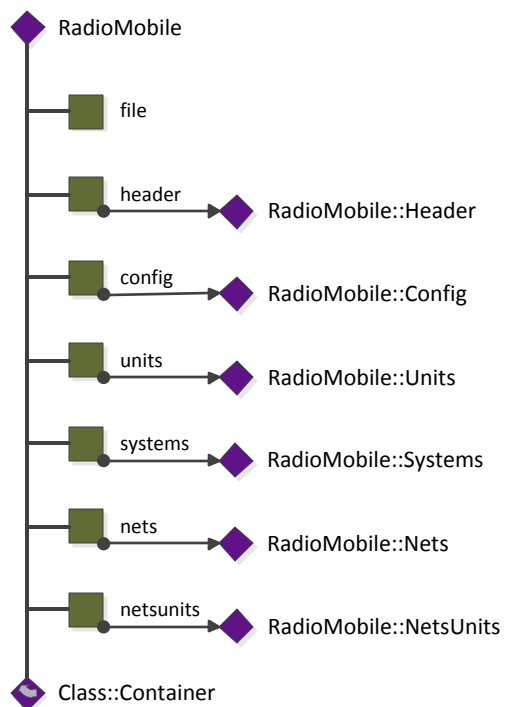 RadioMobile
file
header
RadioMobile::Header
config
RadioMobile::Config
units
RadioMobile::Units
systems
RadioMobile::Systems
nets
RadioMobile::Nets
netsunits
RadioMobile::NetsUnits
Class::Container